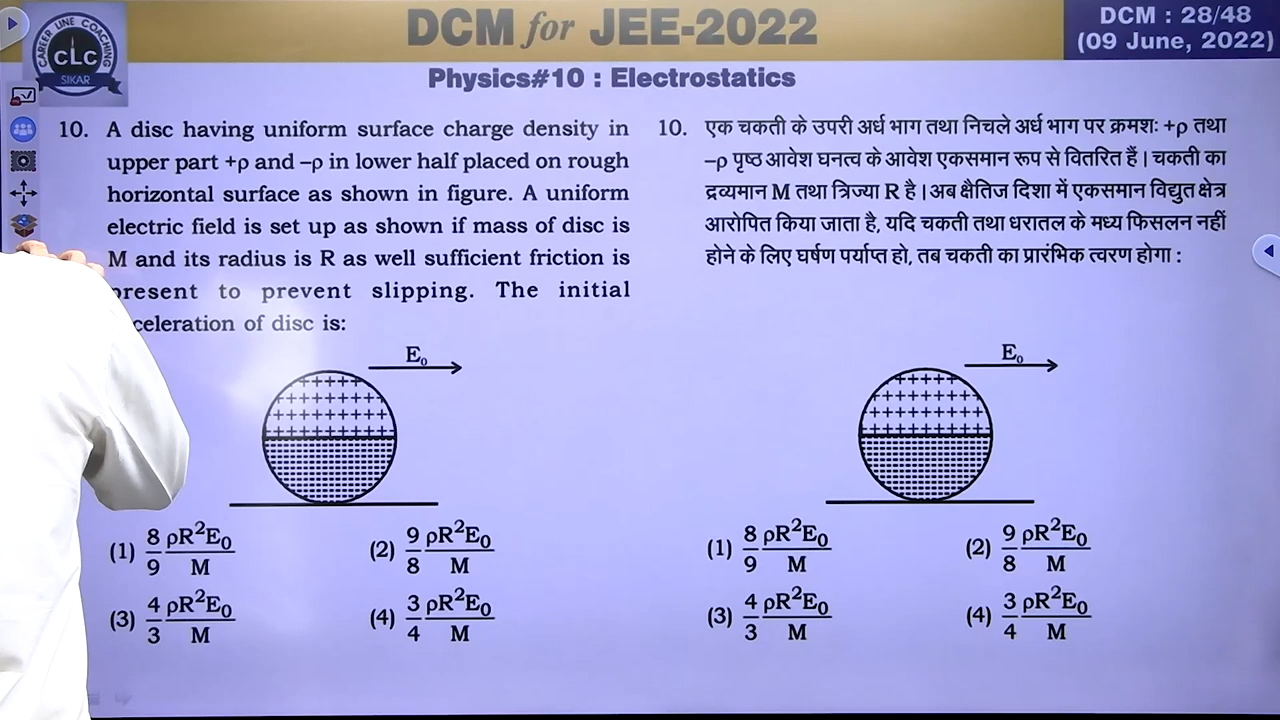 DCM for JEE-2022
DCM : 28/48
(09 June, 2022)
CAREER LINE COACHING
CLC
SIKAR
Physics#10 : Electrostatics
10. A disc having uniform surface charge density in
upper part +ρ and –ρ in lower half placed on rough
horizontal surface as shown in figure. A uniform
electric field is set up as shown if mass of disc is
M and its radius is R as well sufficient friction is
present to prevent slipping. The initial
celeration of disc is:
E₀
(1) 8/9 ρR²E₀/M
(2) 9/8 ρR²E₀/M
(3) 4/3 ρR²E₀/M
(4) 3/4 ρR²E₀/M
10. एक चकती के उपरी अर्ध भाग तथा निचले अर्ध भाग पर क्रमशः +ρ तथा
–ρ पृष्ठ आवेश घनत्व के आवेश एकसमान रूप से वितरित हैं। चकती का
द्रव्यमान M तथा त्रिज्या R है। अब क्षैतिज दिशा में एकसमान विद्युत क्षेत्र
आरोपित किया जाता है, यदि चकती तथा धरातल के मध्य फिसलन नहीं
होने के लिए घर्षण पर्याप्त हो, तब चकती का प्रारंभिक त्वरण होगा :
E₀
(1) 8/9 ρR²E₀/M
(2) 9/8 ρR²E₀/M
(3) 4/3 ρR²E₀/M
(4) 3/4 ρR²E₀/M